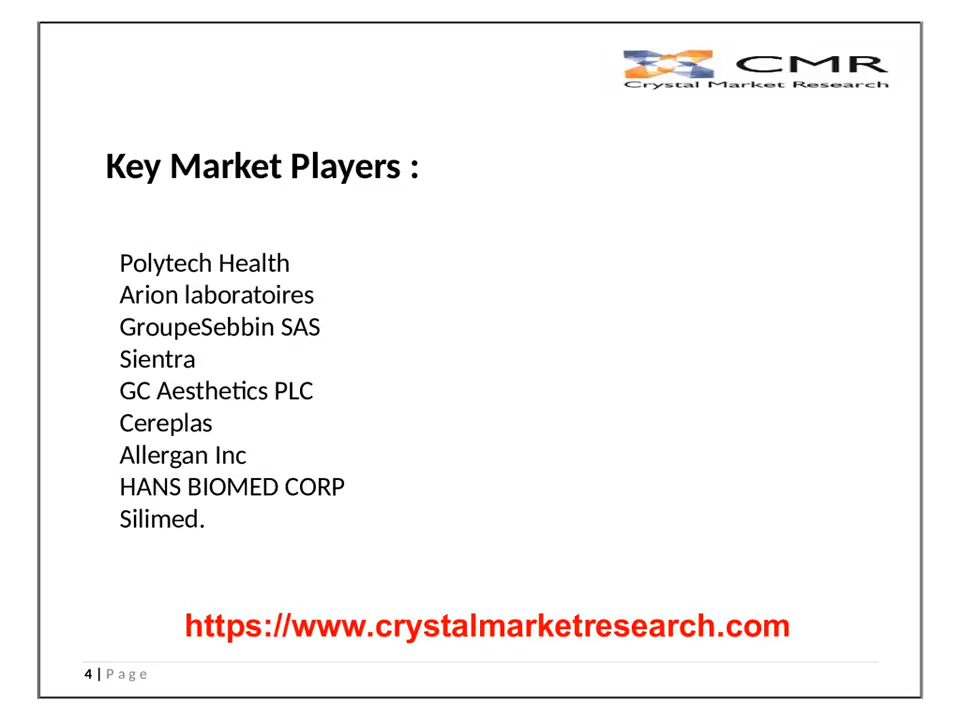 CMR
Crystal Market Research
Key Market Players :
Polytech Health
Arion laboratoires
GroupeSebbin SAS
Sientra
GC Aesthetics PLC
Cereplas
Allergan Inc
HANS BIOMED CORP
Silimed.
https://www.crystalmarketresearch.com
4 | Page